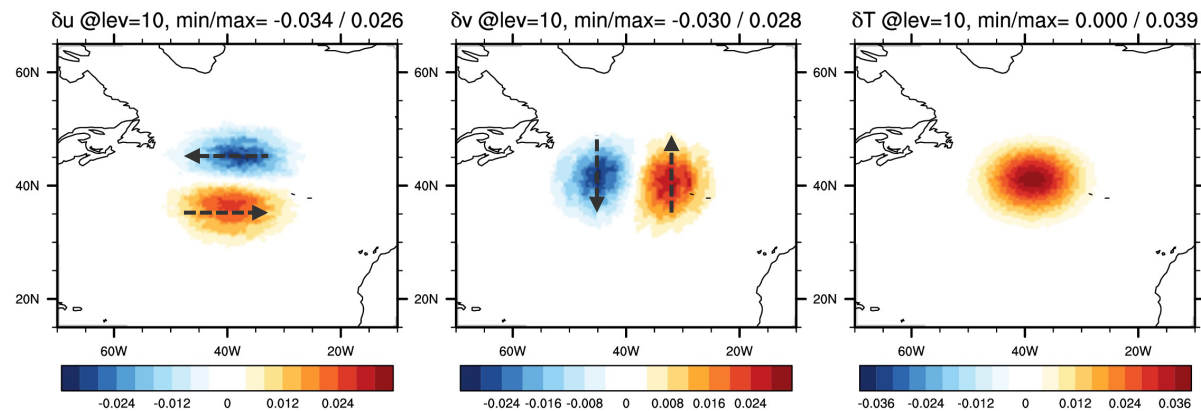 δu @lev=10, min/max= -0.034 / 0.026
60N
40N
20N
60W 40W 20W
-0.024 -0.012 0 0.012 0.024
δv @lev=10, min/max= -0.030 / 0.028
60N
40N
20N
60W 40W 20W
-0.024 -0.016 -0.008 0 0.008 0.016 0.024
δT @lev=10, min/max= 0.000 / 0.039
60N
40N
20N
60W 40W 20W
-0.036 -0.024 -0.012 0 0.012 0.024 0.036